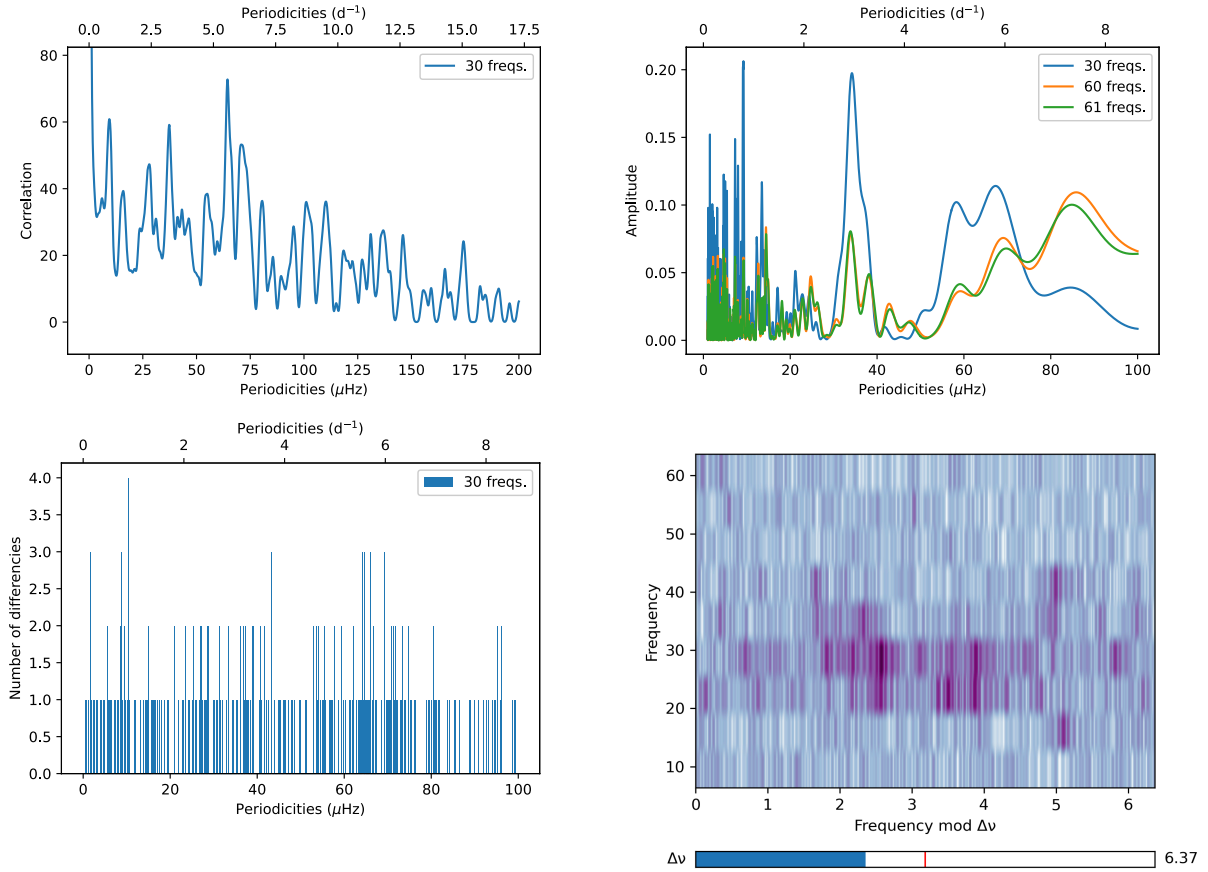 Periodicities (d⁻¹)
0.0 2.5 5.0 7.5 10.0 12.5 15.0 17.5
80
60
40
20
0
Correlation
30 freqs.
0 25 50 75 100 125 150 175 200
Periodicities (μHz)
Periodicities (d⁻¹)
0 2 4 6 8
0.20
0.15
0.10
0.05
0.00
Amplitude
30 freqs.
60 freqs.
61 freqs.
0 20 40 60 80 100
Periodicities (μHz)
Periodicities (d⁻¹)
0 2 4 6 8
4.0
3.5
3.0
2.5
2.0
1.5
1.0
0.5
0.0
Number of differencies
30 freqs.
0 20 40 60 80 100
Periodicities (μHz)
60
50
40
30
20
10
Frequency
0 1 2 3 4 5 6
Frequency mod Δν
Δν 6.37